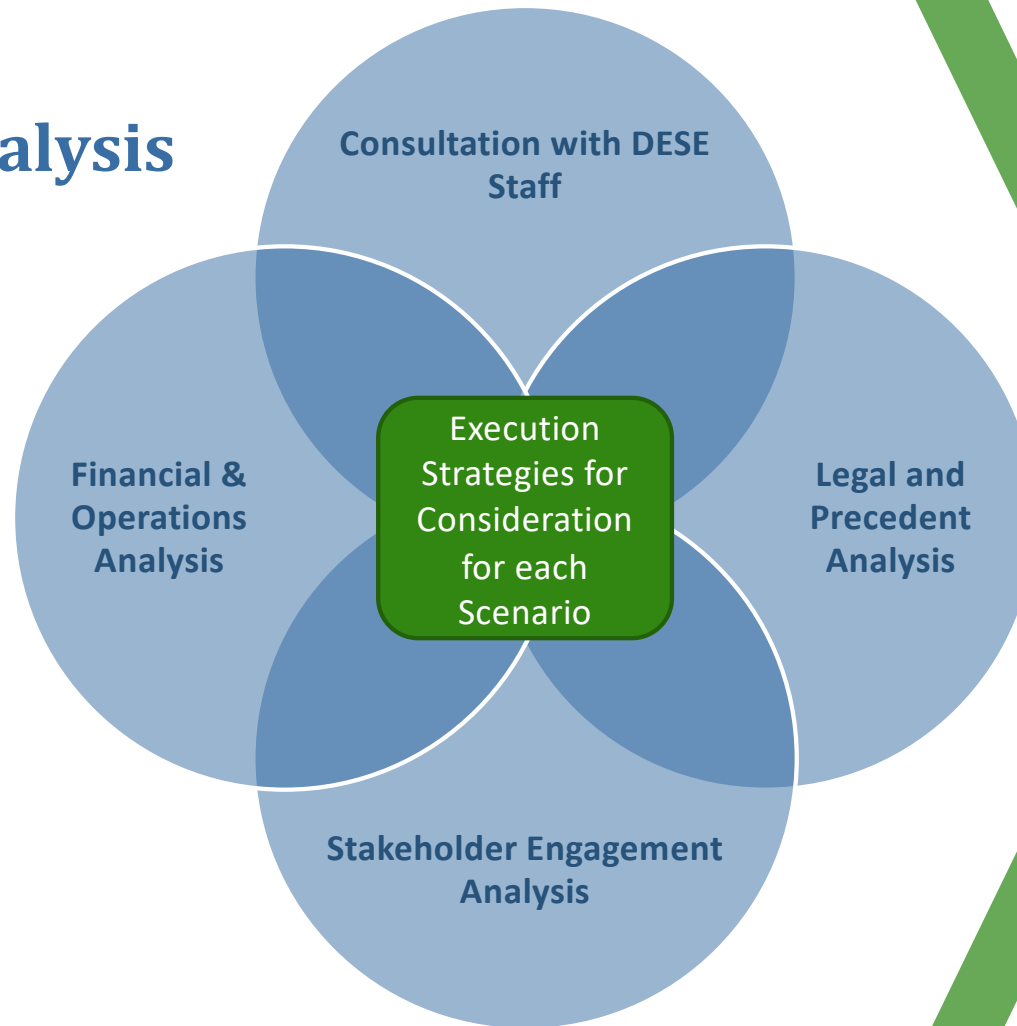 alysis
Consultation with DESE
Staff
Financial &
Operations
Analysis
Execution
Strategies for
Consideration
for each
Scenario
Legal and
Precedent
Analysis
Stakeholder Engagement
Analysis